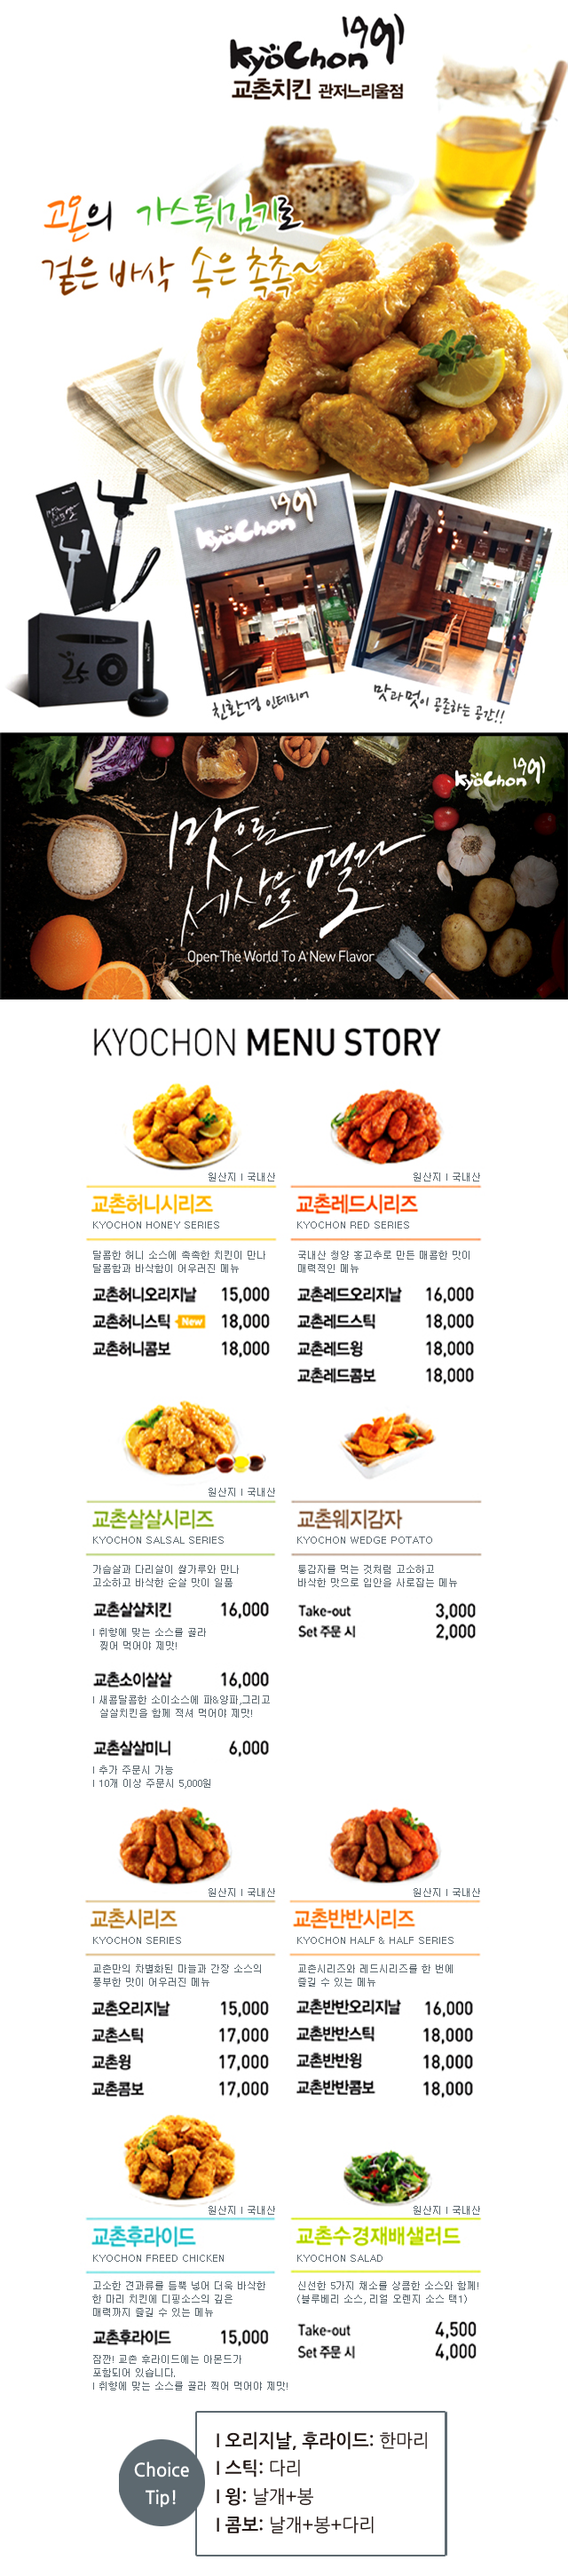 KyoChon 1991
교촌치킨 관저느리울점
고온의 가스튀김기로
겉은 바삭 속은 촉촉~
KyoChon 1991
친환경 인테리어
맛과 멋이 공존하는 공간!!
KyoChon 1991
맛으로
세상을 열다
Open The World To A New Flavor
KYOCHON MENU STORY
원산지 I 국내산
교촌허니시리즈
KYOCHON HONEY SERIES
달콤한 허니 소스에 촉촉한 치킨이 만나
달콤함과 바삭함이 어우러진 메뉴
교촌허니오리지날 15,000
교촌허니스틱 New 18,000
교촌허니콤보 18,000
원산지 I 국내산
교촌레드시리즈
KYOCHON RED SERIES
국내산 청양 홍고추로 만든 매콤한 맛이
매력적인 메뉴
교촌레드오리지날 16,000
교촌레드스틱 18,000
교촌레드윙 18,000
교촌레드콤보 18,000
원산지 I 국내산
교촌살살시리즈
KYOCHON SALSAL SERIES
가슴살과 다리살이 쌀가루와 만나
고소하고 바삭한 순살 맛이 일품
교촌살살치킨 16,000
I 취향에 맞는 소스를 골라
찍어 먹어야 제맛!
교촌소이살살 16,000
I 새콤달콤한 소이소스에 파&양파,그리고
살살치킨을 함께 적셔 먹어야 제맛!
교촌살살미니 6,000
I 추가 주문시 가능
I 10개 이상 주문시 5,000원
교촌웨지감자
KYOCHON WEDGE POTATO
통감자를 먹는 것처럼 고소하고
바삭한 맛으로 입안을 사로잡는 메뉴
Take-out 3,000
Set 주문 시 2,000
원산지 I 국내산
교촌시리즈
KYOCHON SERIES
교촌만의 차별화된 마늘과 간장 소스의
풍부한 맛이 어우러진 메뉴
교촌오리지날 15,000
교촌스틱 17,000
교촌윙 17,000
교촌콤보 17,000
원산지 I 국내산
교촌반반시리즈
KYOCHON HALF & HALF SERIES
교촌시리즈와 레드시리즈를 한 번에
즐길 수 있는 메뉴
교촌반반오리지날 16,000
교촌반반스틱 18,000
교촌반반윙 18,000
교촌반반콤보 18,000
원산지 I 국내산
교촌후라이드
KYOCHON FREED CHICKEN
고소한 견과류를 듬뿍 넣어 더욱 바삭한
한 마리 치킨에 디핑소스의 깊은
매력까지 즐길 수 있는 메뉴
교촌후라이드 15,000
잠깐! 교촌 후라이드에는 아몬드가
포함되어 있습니다.
I 취향에 맞는 소스를 골라 찍어 먹어야 제맛!
원산지 I 국내산
교촌수경재배샐러드
KYOCHON SALAD
신선한 5가지 채소를 상큼한 소스와 함께!
(블루베리 소스, 리얼 오렌지 소스 택1)
Take-out 4,500
Set 주문 시 4,000
Choice
Tip!
I 오리지날, 후라이드: 한마리
I 스틱: 다리
I 윙: 날개+봉
I 콤보: 날개+봉+다리